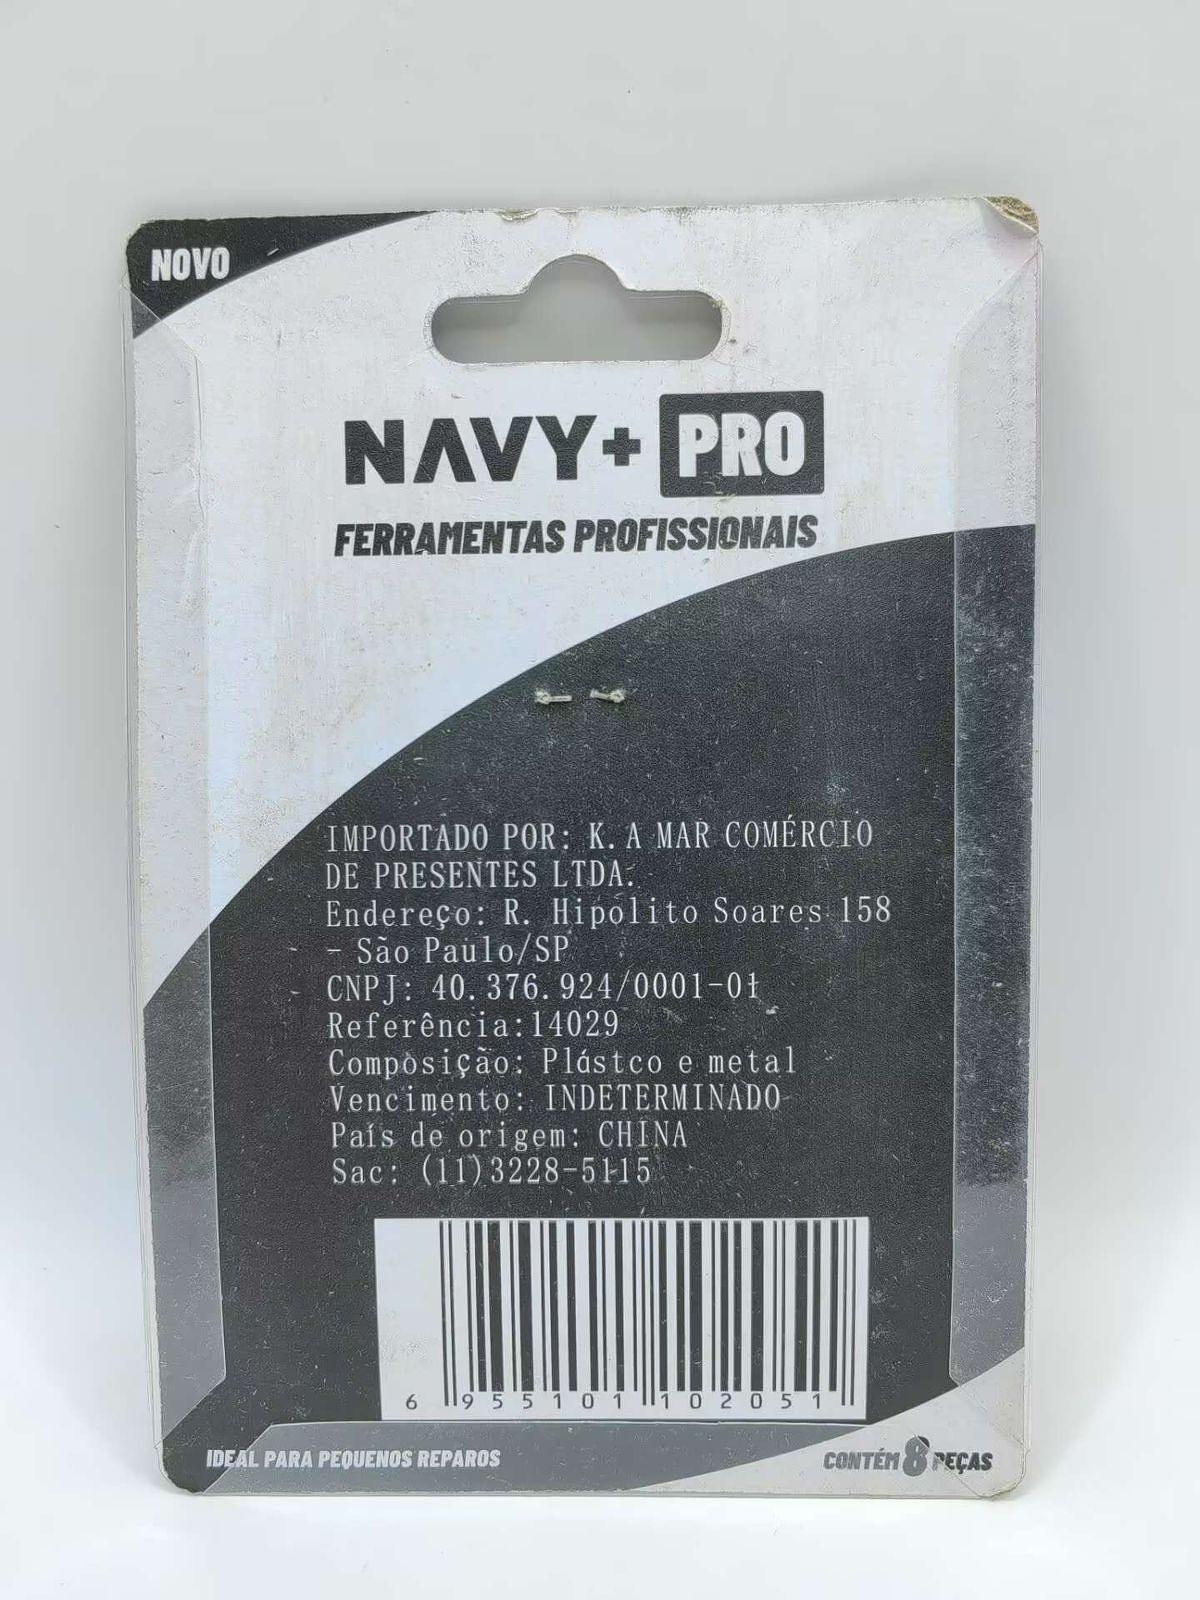 NOVO
NAVY+ PRO
FERRAMENTAS PROFISSIONAIS
IMPORTADO POR: K. A MAR COMÉRCIO
DE PRESENTES LTDA.
Endereço: R. Hipolito Soares 158
- São Paulo/SP
CNPJ: 40.376.924/0001-01
Referência:14029
Composição: Plástco e metal
Vencimento: INDETERMINADO
País de origem: CHINA
Sac: (11)3228-5115
6 955101 102051
IDEAL PARA PEQUENOS REPAROS
CONTÉM 8 PEÇAS